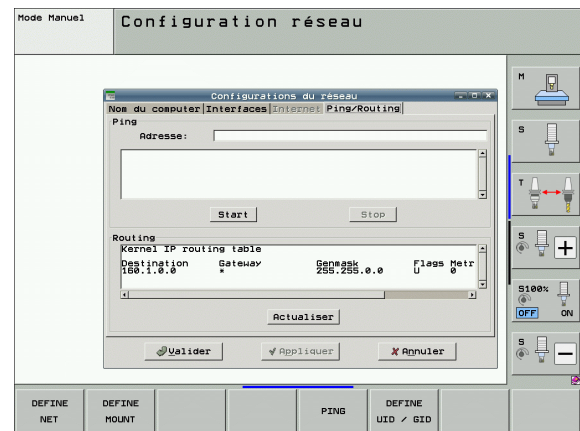 Mode Manuel
Configuration réseau
Configurations du réseau
Nom du computer Interfaces Internet Ping/Routing
Ping
Adresse:
Start Stop
Routing
Kernel IP routing table
Destination Gateway Genmask Flags Metr
160.1.0.0 * 255.255.0.0 U 0
Actualiser
Valider Appliquer Annuler
M
S
T
S
S100%
OFF ON
S
DEFINE NET
DEFINE MOUNT
PING
DEFINE UID / GID